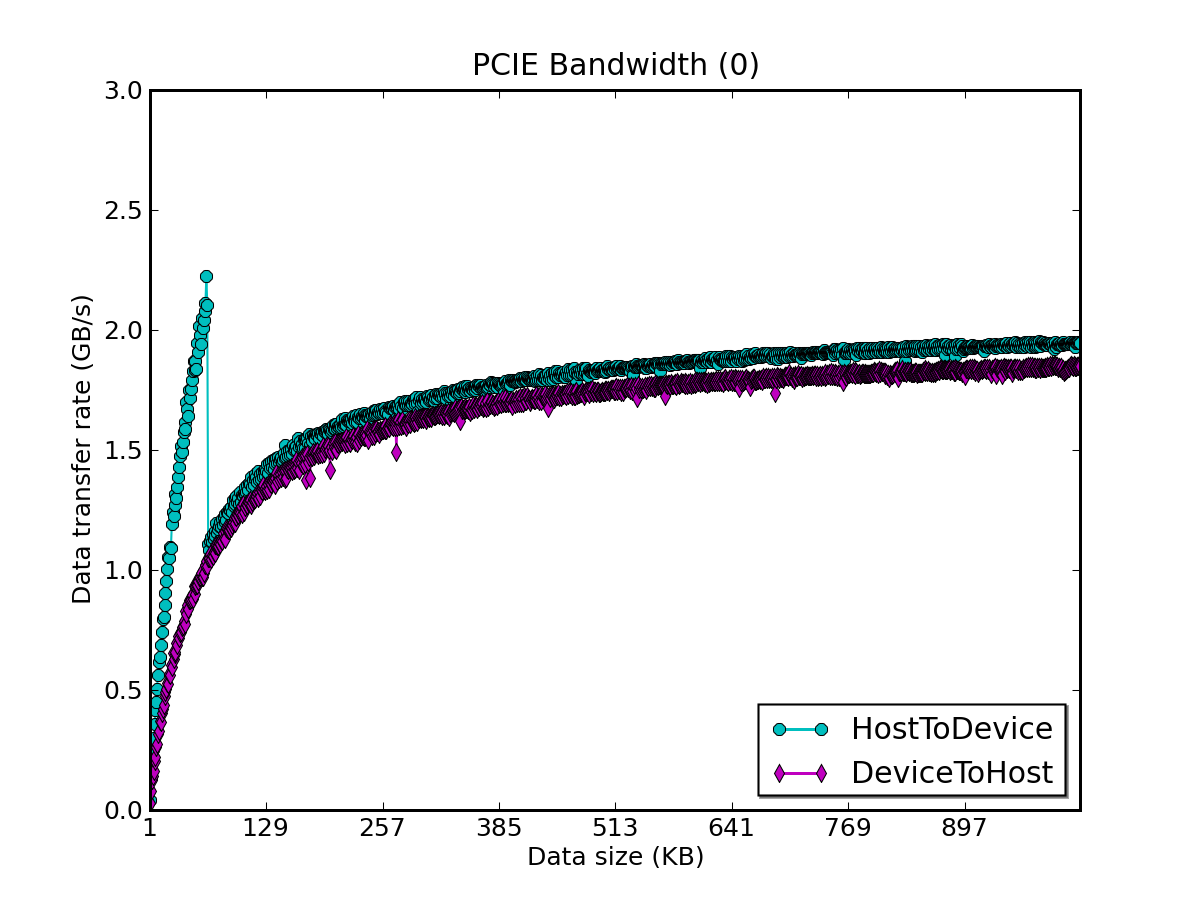 PCIE Bandwidth (0)
3.0
2.5
2.0
1.5
1.0
0.5
0.0
Data transfer rate (GB/s)
HostToDevice
DeviceToHost
1 129 257 385 513 641 769 897
Data size (KB)